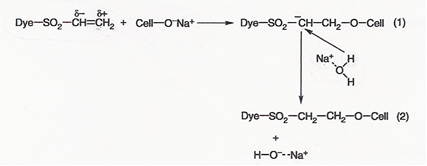 δ− δ+
Dye−SO₂−CH=CH₂ + Cell−O⁻Na⁺ Dye−SO₂−CH−CH₂−O−Cell (1)
−
Na⁺ H
O
H
Dye−SO₂−CH₂−CH₂−O−Cell (2)
+
H−O⁻--Na⁺